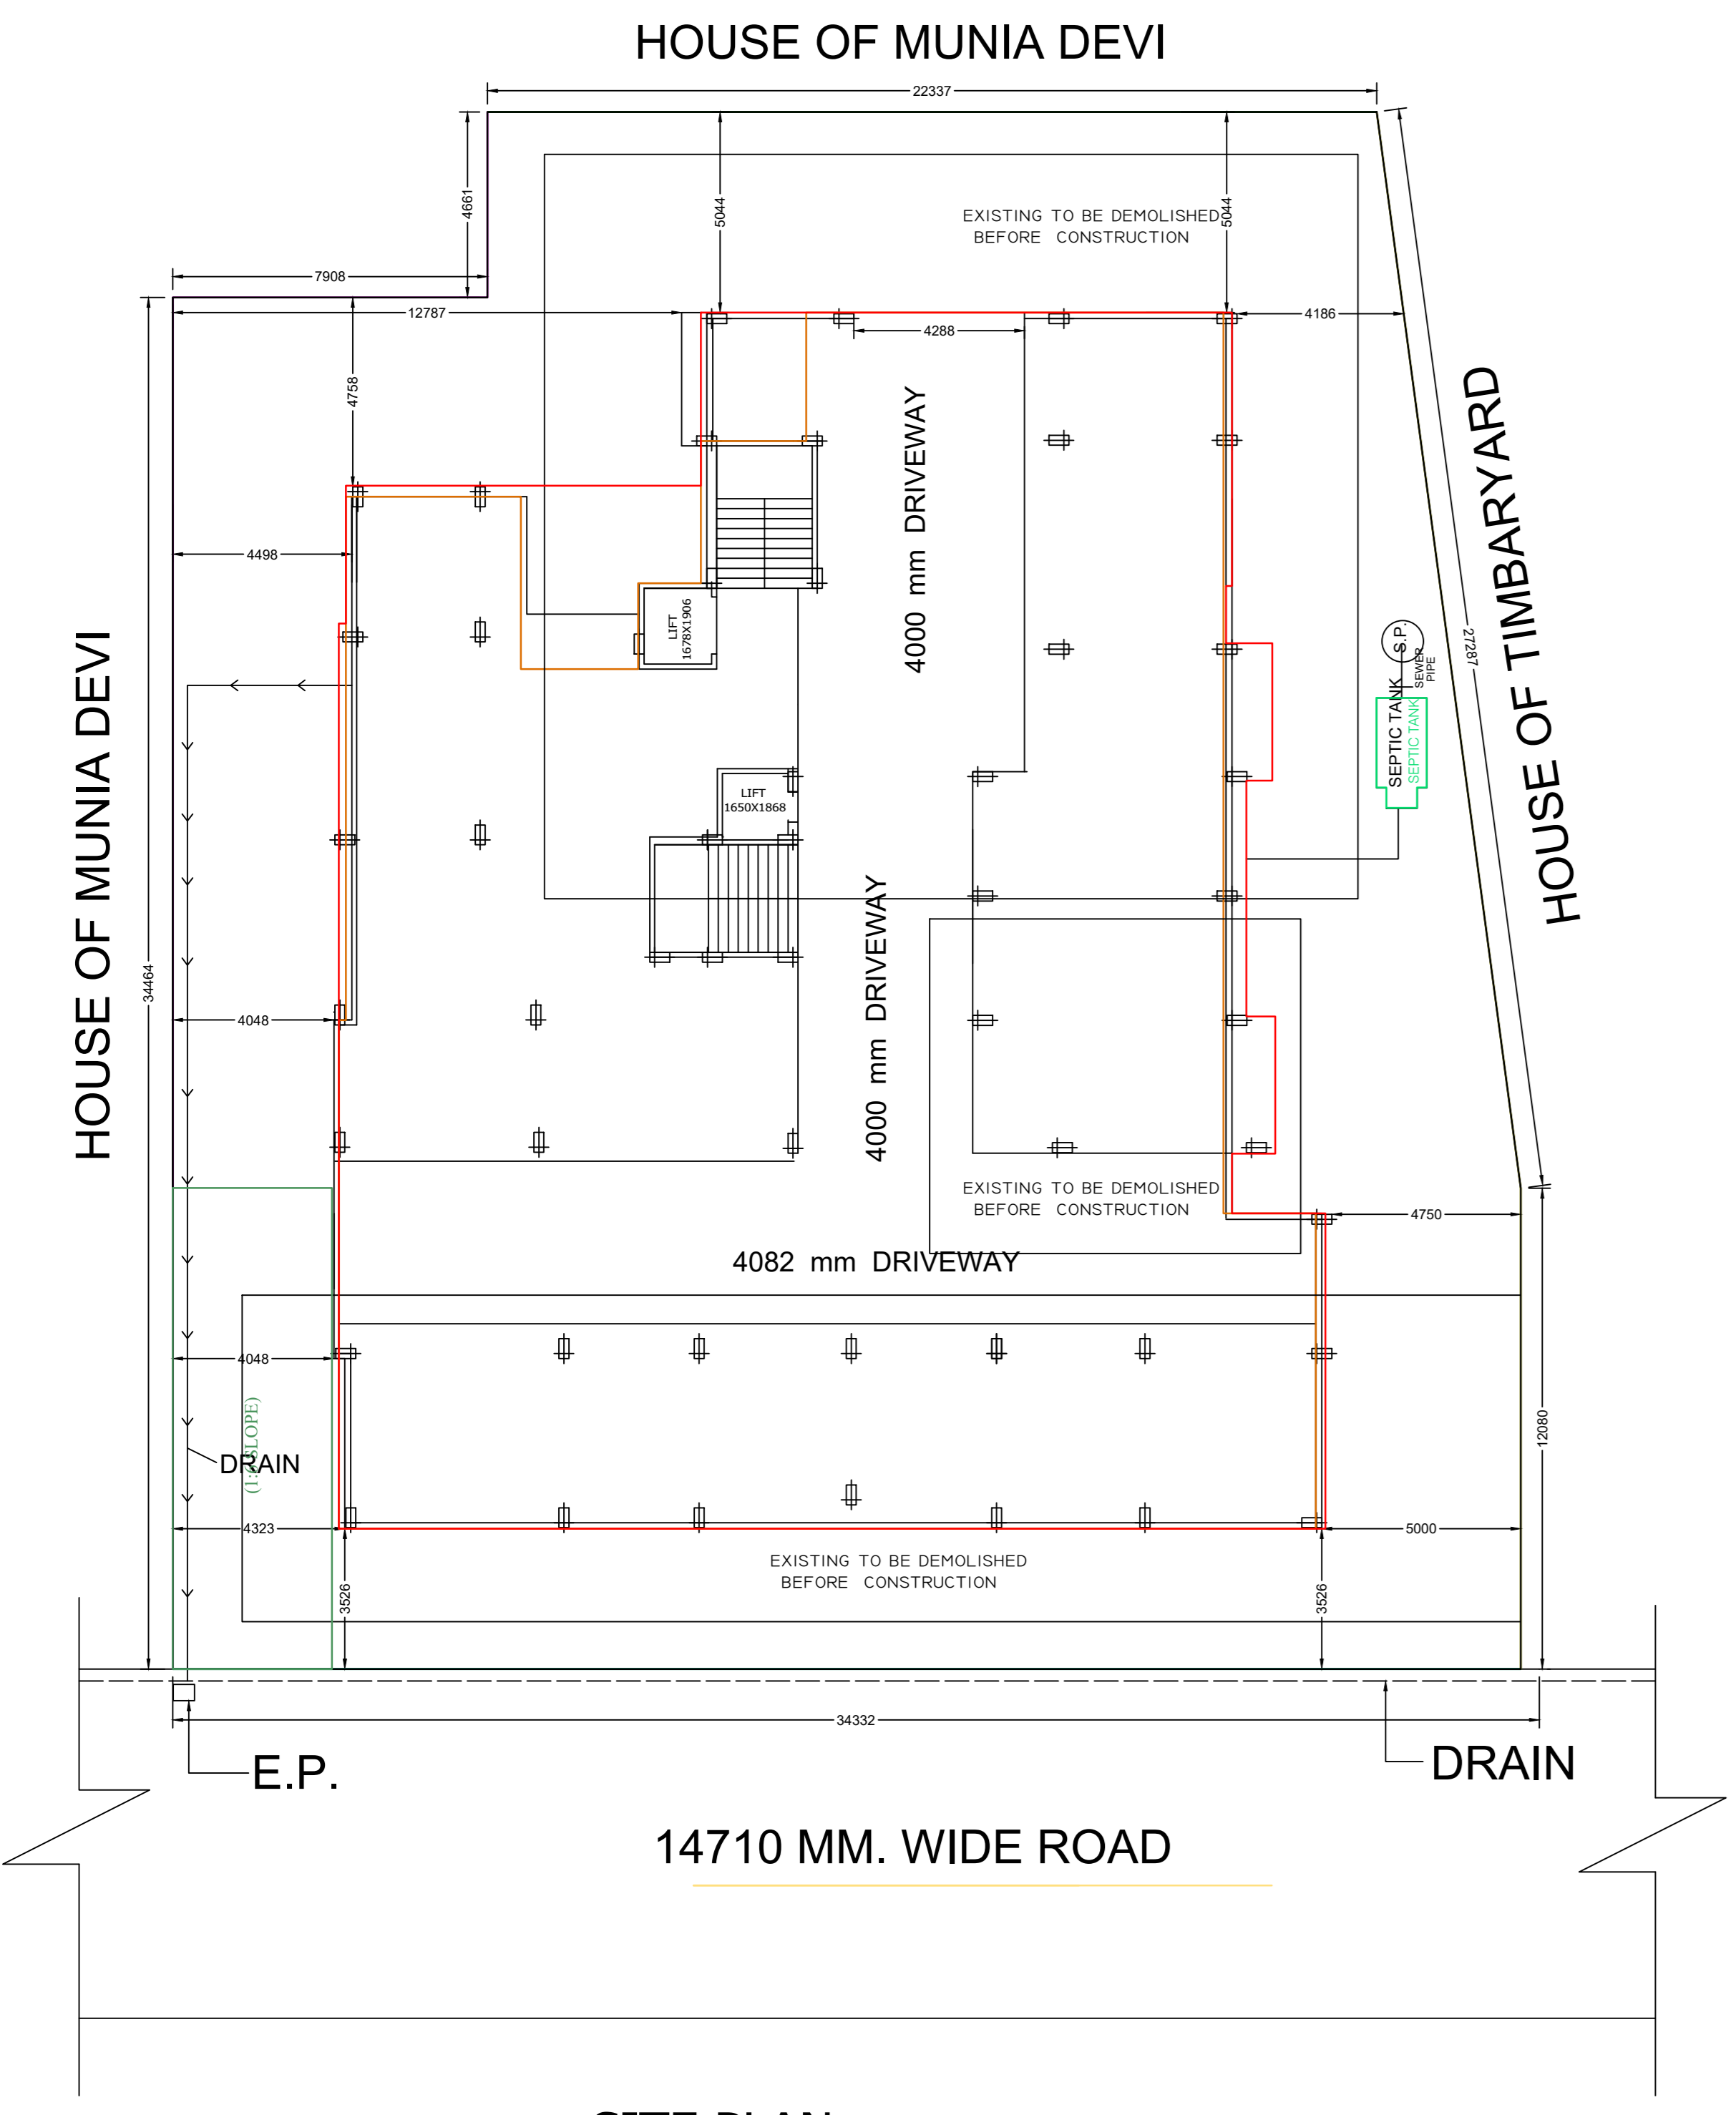 HOUSE OF MUNIA DEVI
22337
4661
5044
5044
EXISTING TO BE DEMOLISHED
BEFORE CONSTRUCTION
7908
12787
4288
4186
4758
4000 mm DRIVEWAY
HOUSE OF TIMBARYARD
27287
4498
LIFT
1678X1906
S.P.
SEWER
PIPE
SEPTIC TANK
SEPTIC TANK
HOUSE OF MUNIA DEVI
LIFT
1650X1868
34464
4048
4000 mm DRIVEWAY
EXISTING TO BE DEMOLISHED
BEFORE CONSTRUCTION
4750
4082 mm DRIVEWAY
4048
12080
DRAIN
4323
5000
EXISTING TO BE DEMOLISHED
BEFORE CONSTRUCTION
3526
3526
34332
E.P.
DRAIN
14710 MM. WIDE ROAD
SITE PLAN